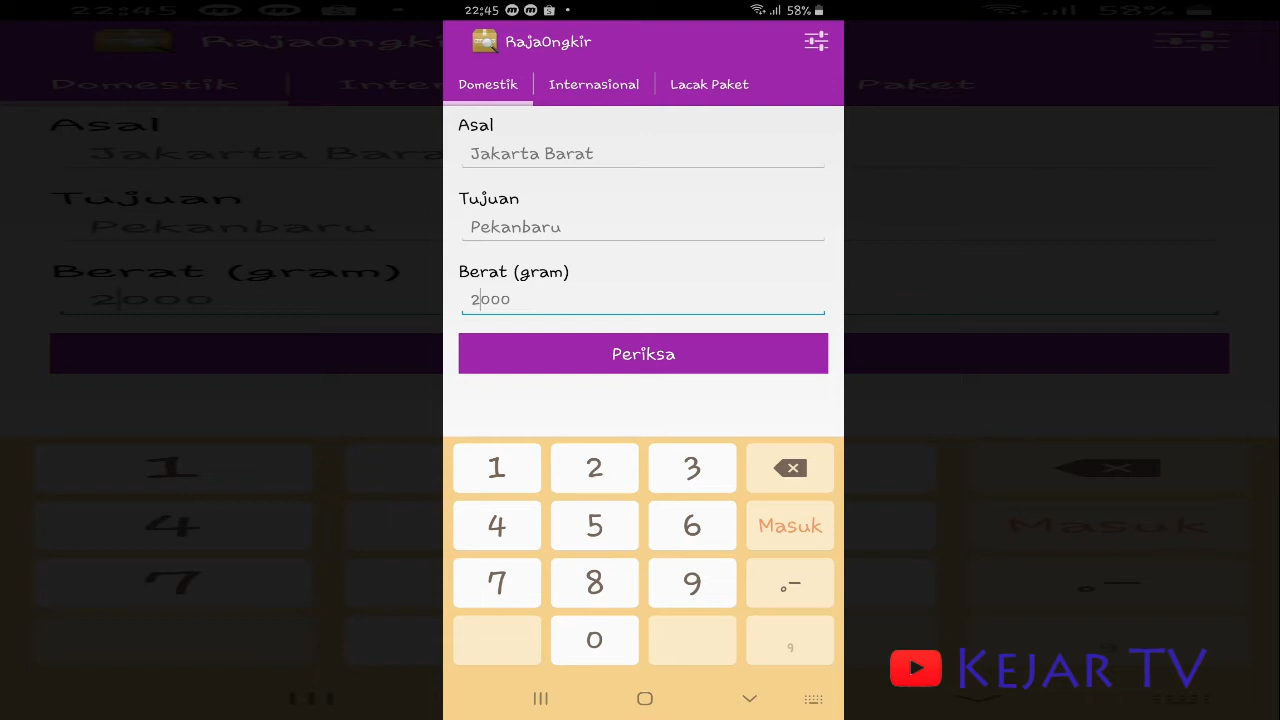 22:45 58%
RajaOngkir
Domestik Internasional Lacak Paket
Asal
Jakarta Barat
Tujuan
Pekanbaru
Berat (gram)
2000
Periksa
1 2 3
4 5 6 Masuk
7 8 9 .-
0 ,
KEJAR TV